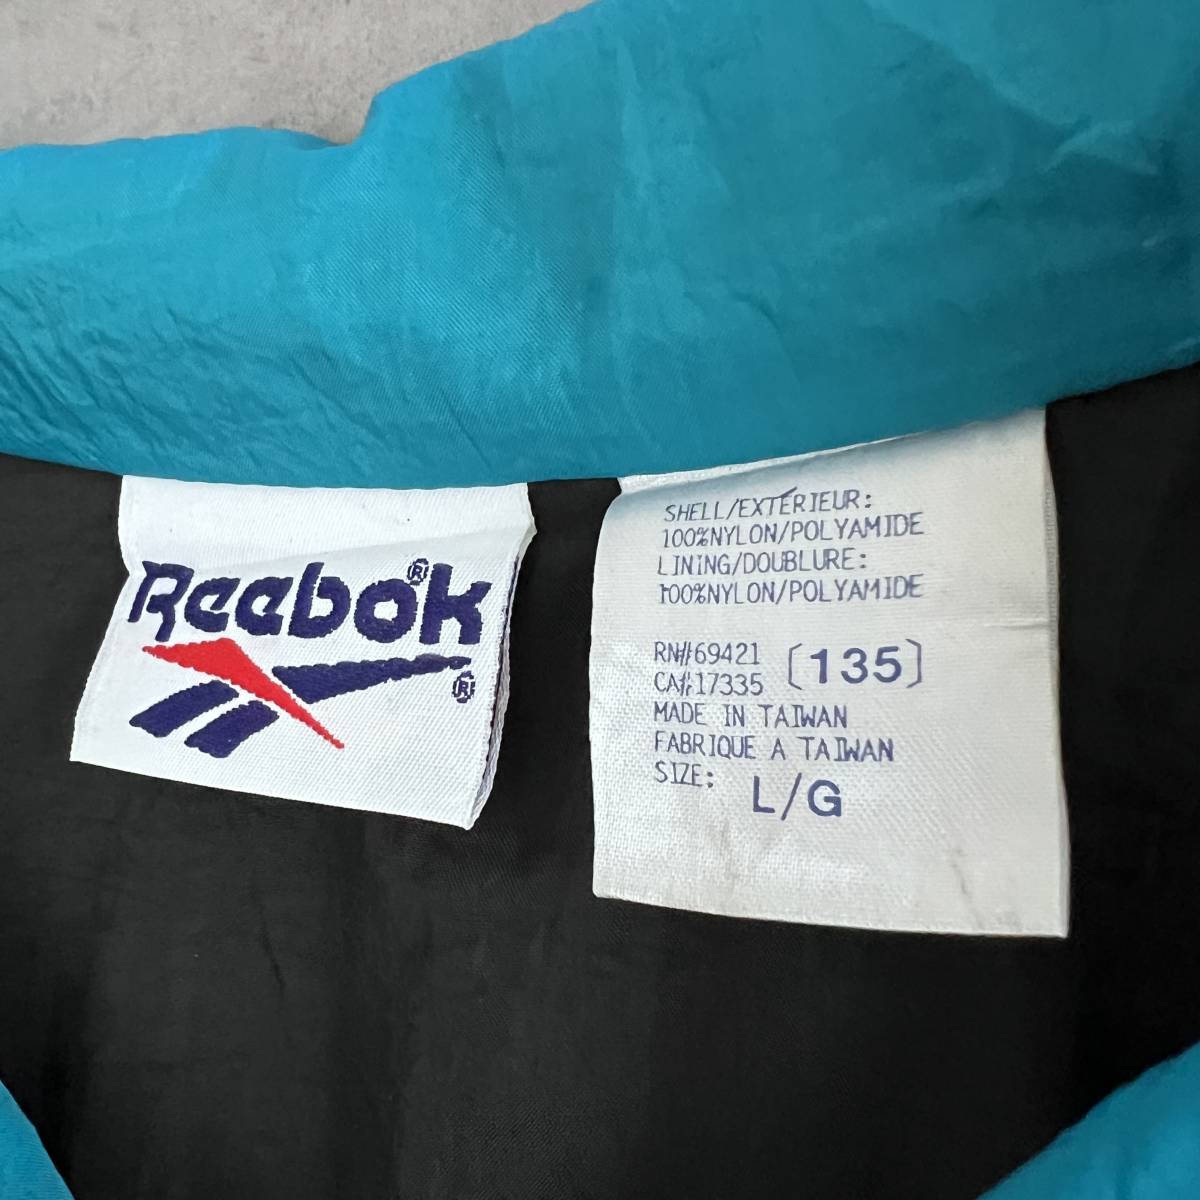 Reebok®
®
SHELL/EXTÉRIEUR:
100%NYLON/POLYAMIDE
LINING/DOUBLURE:
100%NYLON/POLYAMIDE
RN#69421 [135]
CA#17335
MADE IN TAIWAN
FABRIQUE A TAIWAN
SIZE: L/G